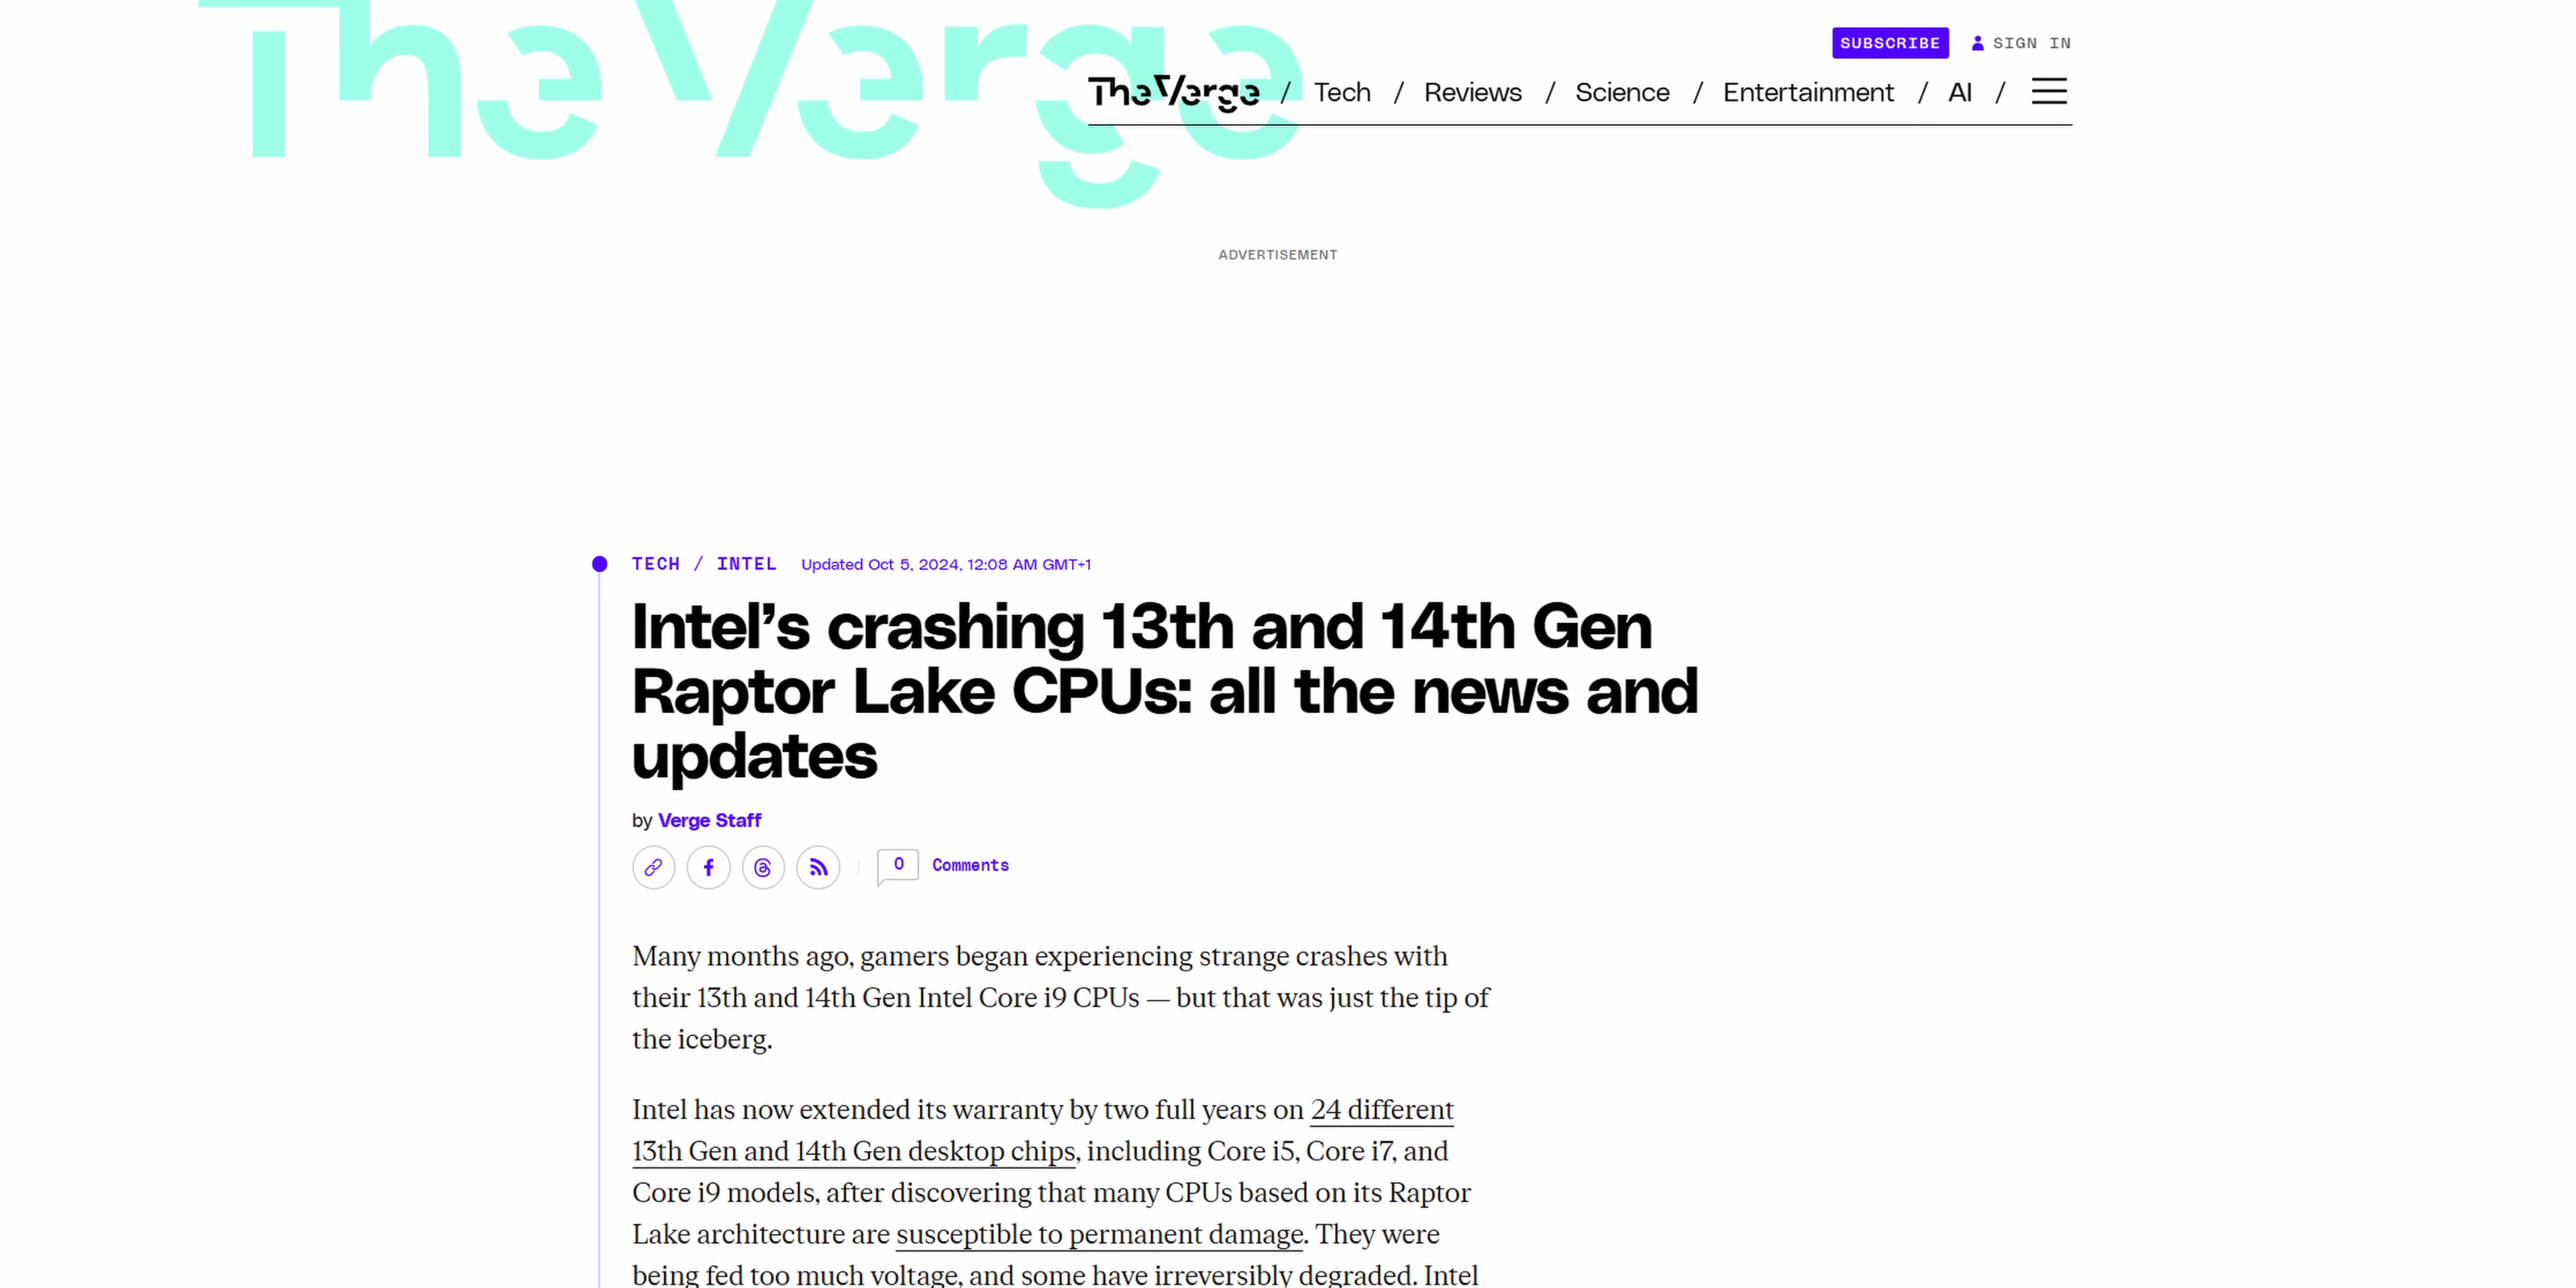 The Verge
SUBSCRIBE SIGN IN
The Verge / Tech / Reviews / Science / Entertainment / AI /
ADVERTISEMENT
TECH / INTEL Updated Oct 5, 2024, 12:08 AM GMT+1
Intel’s crashing 13th and 14th Gen
Raptor Lake CPUs: all the news and
updates
by Verge Staff
0 Comments
Many months ago, gamers began experiencing strange crashes with
their 13th and 14th Gen Intel Core i9 CPUs — but that was just the tip of
the iceberg.
Intel has now extended its warranty by two full years on 24 different
13th Gen and 14th Gen desktop chips, including Core i5, Core i7, and
Core i9 models, after discovering that many CPUs based on its Raptor
Lake architecture are susceptible to permanent damage. They were
being fed too much voltage, and some have irreversibly degraded. Intel